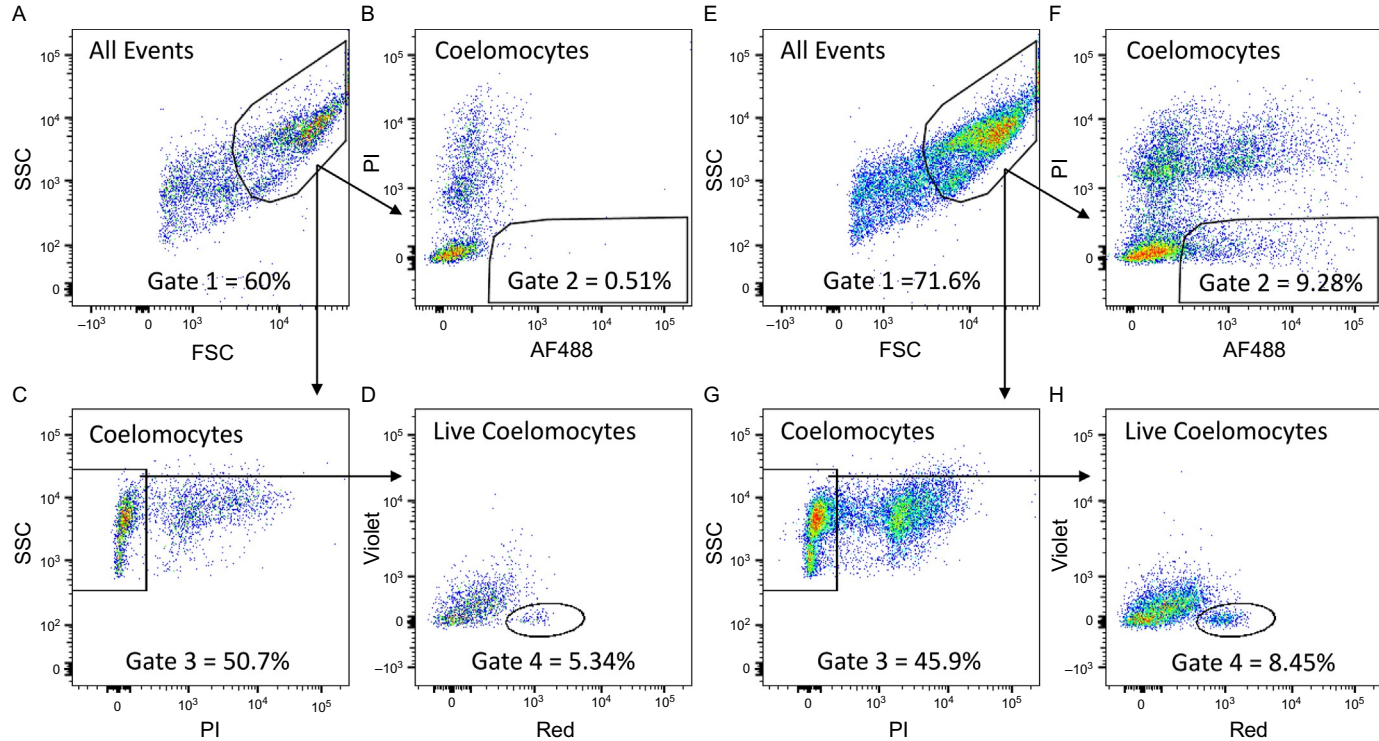 A
All Events
SSC
10⁵
10⁴
10³
10²
0
Gate 1 = 60%
−10³
0
10³
10⁴
FSC
B
Coelomocytes
PI
10⁵
10⁴
10³
0
Gate 2 = 0.51%
0
10³
10⁴
10⁵
AF488
E
All Events
SSC
10⁵
10⁴
10³
10²
0
Gate 1 =71.6%
−10³
0
10³
10⁴
FSC
F
Coelomocytes
PI
10⁵
10⁴
10³
0
Gate 2 = 9.28%
0
10³
10⁴
10⁵
AF488
C
Coelomocytes
SSC
10⁵
10⁴
10³
10²
0
Gate 3 = 50.7%
0
10³
10⁴
10⁵
PI
D
Live Coelomocytes
Violet
10⁵
10⁴
10³
0
−10³
Gate 4 = 5.34%
0
10³
10⁴
10⁵
Red
G
Coelomocytes
SSC
10⁵
10⁴
10³
10²
0
Gate 3 = 45.9%
0
10³
10⁴
10⁵
PI
H
Live Coelomocytes
Violet
10⁵
10⁴
10³
0
−10³
Gate 4 = 8.45%
0
10³
10⁴
10⁵
Red